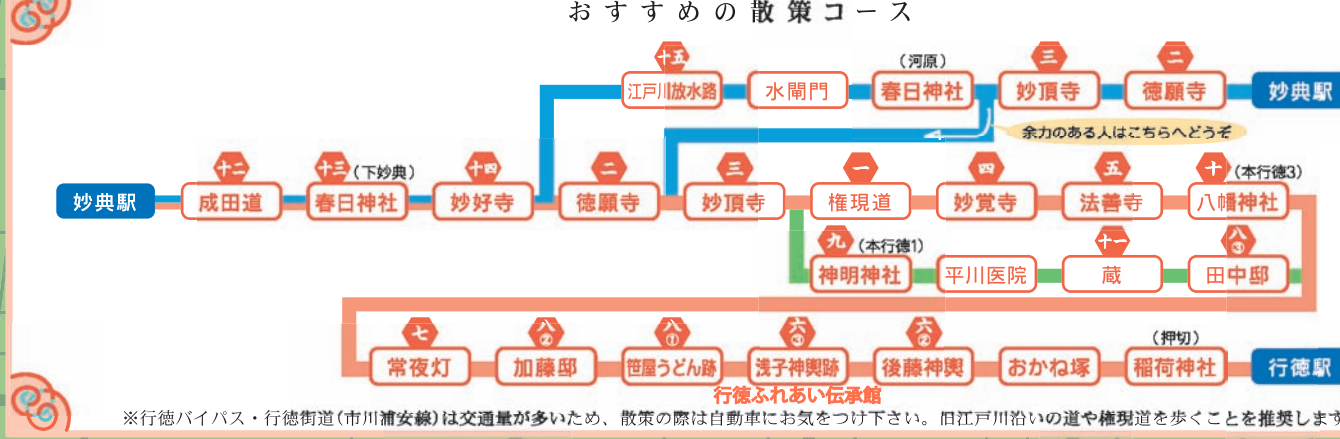 おすすめの散策コース
十五 江戸川放水路 水閘門 (河原) 春日神社 三 妙頂寺 二 徳願寺 妙典駅
余力のある人はこちらへどうぞ
妙典駅 十二 成田道 十三 (下妙典) 春日神社 十四 妙好寺 二 徳願寺 三 妙頂寺 一 権現道 四 妙覚寺 五 法善寺 十 (本行徳3) 八幡神社
九 (本行徳1) 神明神社 平川医院 十一 蔵 八③ 田中邸
七 常夜灯 八② 加藤邸 八① 笹屋うどん跡 六③ 浅子神輿跡 六② 後藤神輿 おかね塚 (押切) 稲荷神社 行徳駅
行徳ふれあい伝承館
※行徳バイパス・行徳街道(市川浦安線)は交通量が多いため、散策の際は自動車にお気をつけ下さい。旧江戸川沿いの道や権現道を歩くことを推奨します